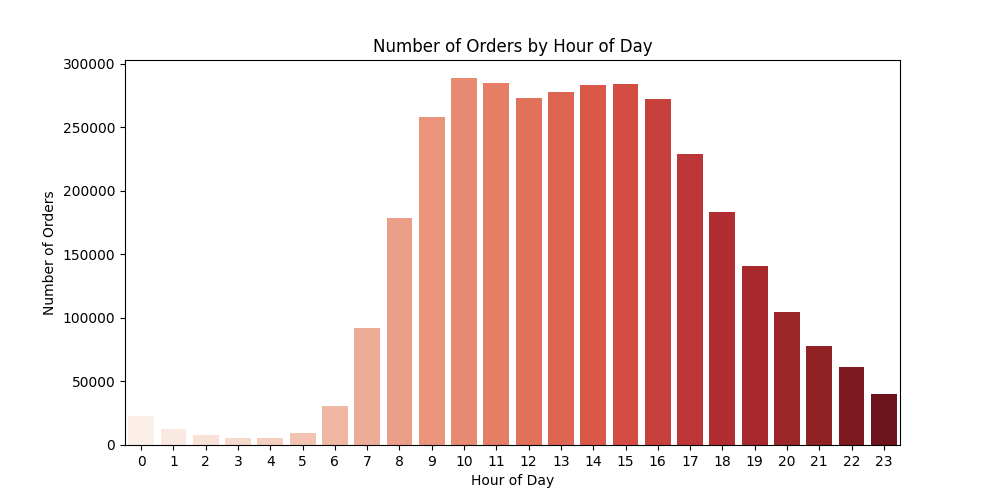 Number of Orders by Hour of Day
Number of Orders
300000
250000
200000
150000
100000
50000
0
0 1 2 3 4 5 6 7 8 9 10 11 12 13 14 15 16 17 18 19 20 21 22 23
Hour of Day